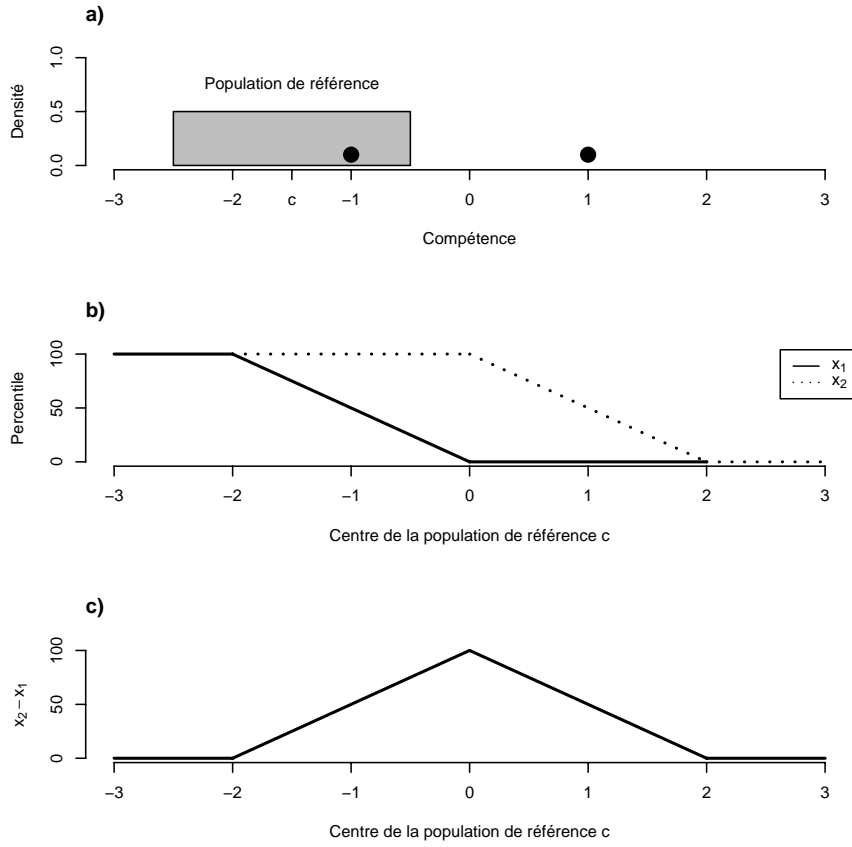 a)
Densité
1.0
0.5
0.0
Population de référence
−3 −2 c −1 0 1 2 3
Compétence
b)
Percentile
100
50
0
x1
x2
−3 −2 −1 0 1 2 3
Centre de la population de référence c
c)
x2 − x1
100
50
0
−3 −2 −1 0 1 2 3
Centre de la population de référence c